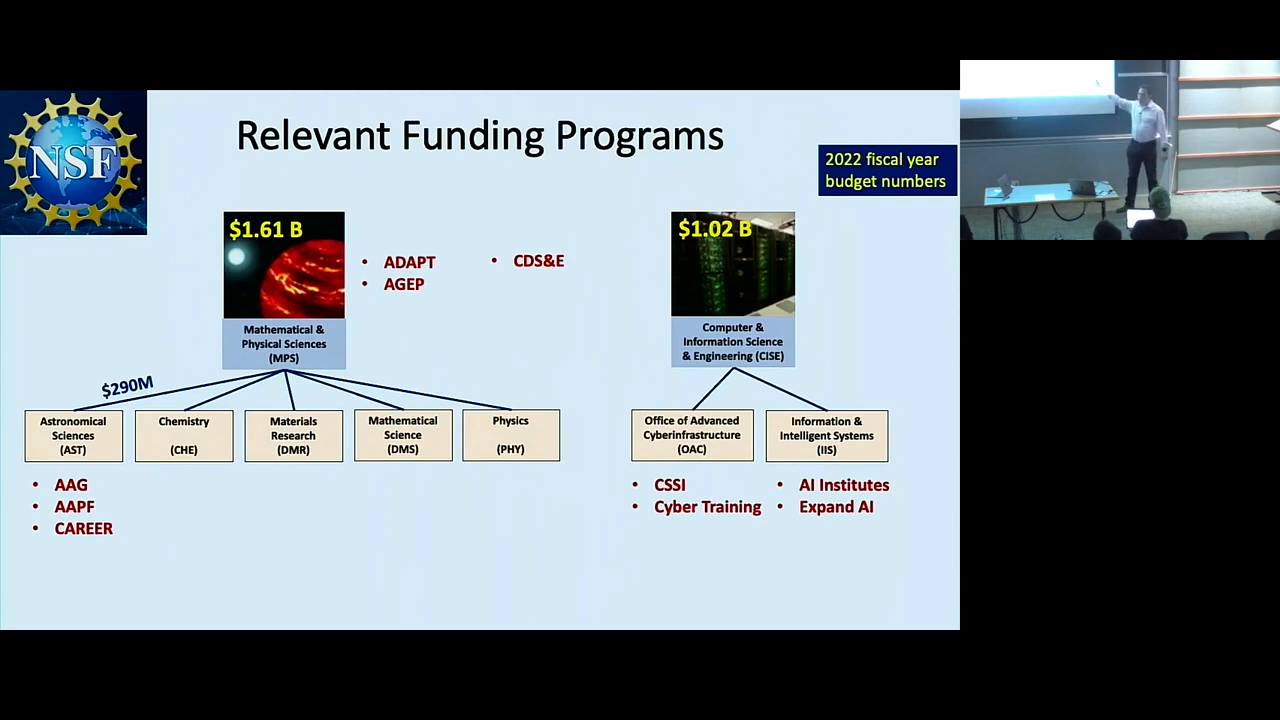 NSF
Relevant Funding Programs
2022 fiscal year
budget numbers
$1.61 B
• ADAPT
• AGEP
• CDS&E
$1.02 B
Mathematical &
Physical Sciences
(MPS)
Computer &
Information Science
& Engineering (CISE)
$290M
Astronomical
Sciences
(AST)
Chemistry
(CHE)
Materials
Research
(DMR)
Mathematical
Science
(DMS)
Physics
(PHY)
Office of Advanced
Cyberinfrastructure
(OAC)
Information &
Intelligent Systems
(IIS)
• AAG
• AAPF
• CAREER
• CSSI
• Cyber Training
• AI Institutes
• Expand AI